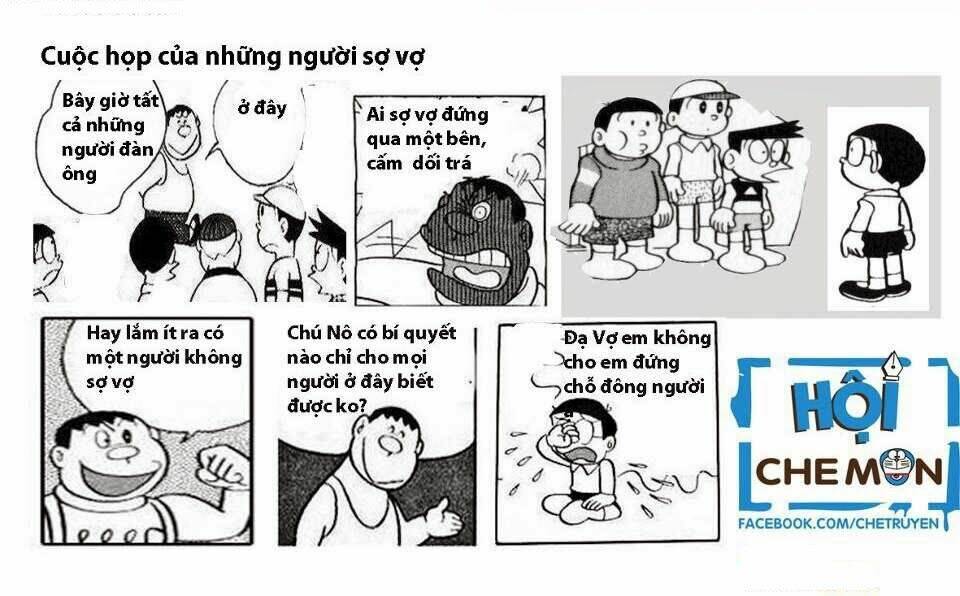 Cuộc họp của những người sợ vợ
Bây giờ tất
cả những
người đàn
ông
ở đây
Ai sợ vợ đứng
qua một bên,
cấm dối trá
Hay lắm ít ra có
một người không
sợ vợ
Chú Nô có bí quyết
nào chỉ cho mọi
người ở đây biết
được ko?
Dạ Vợ em không
cho em đứng
chỗ đông người
ạ
HỘI
CHE MON
FACEBOOK.COM/CHETRUYEN